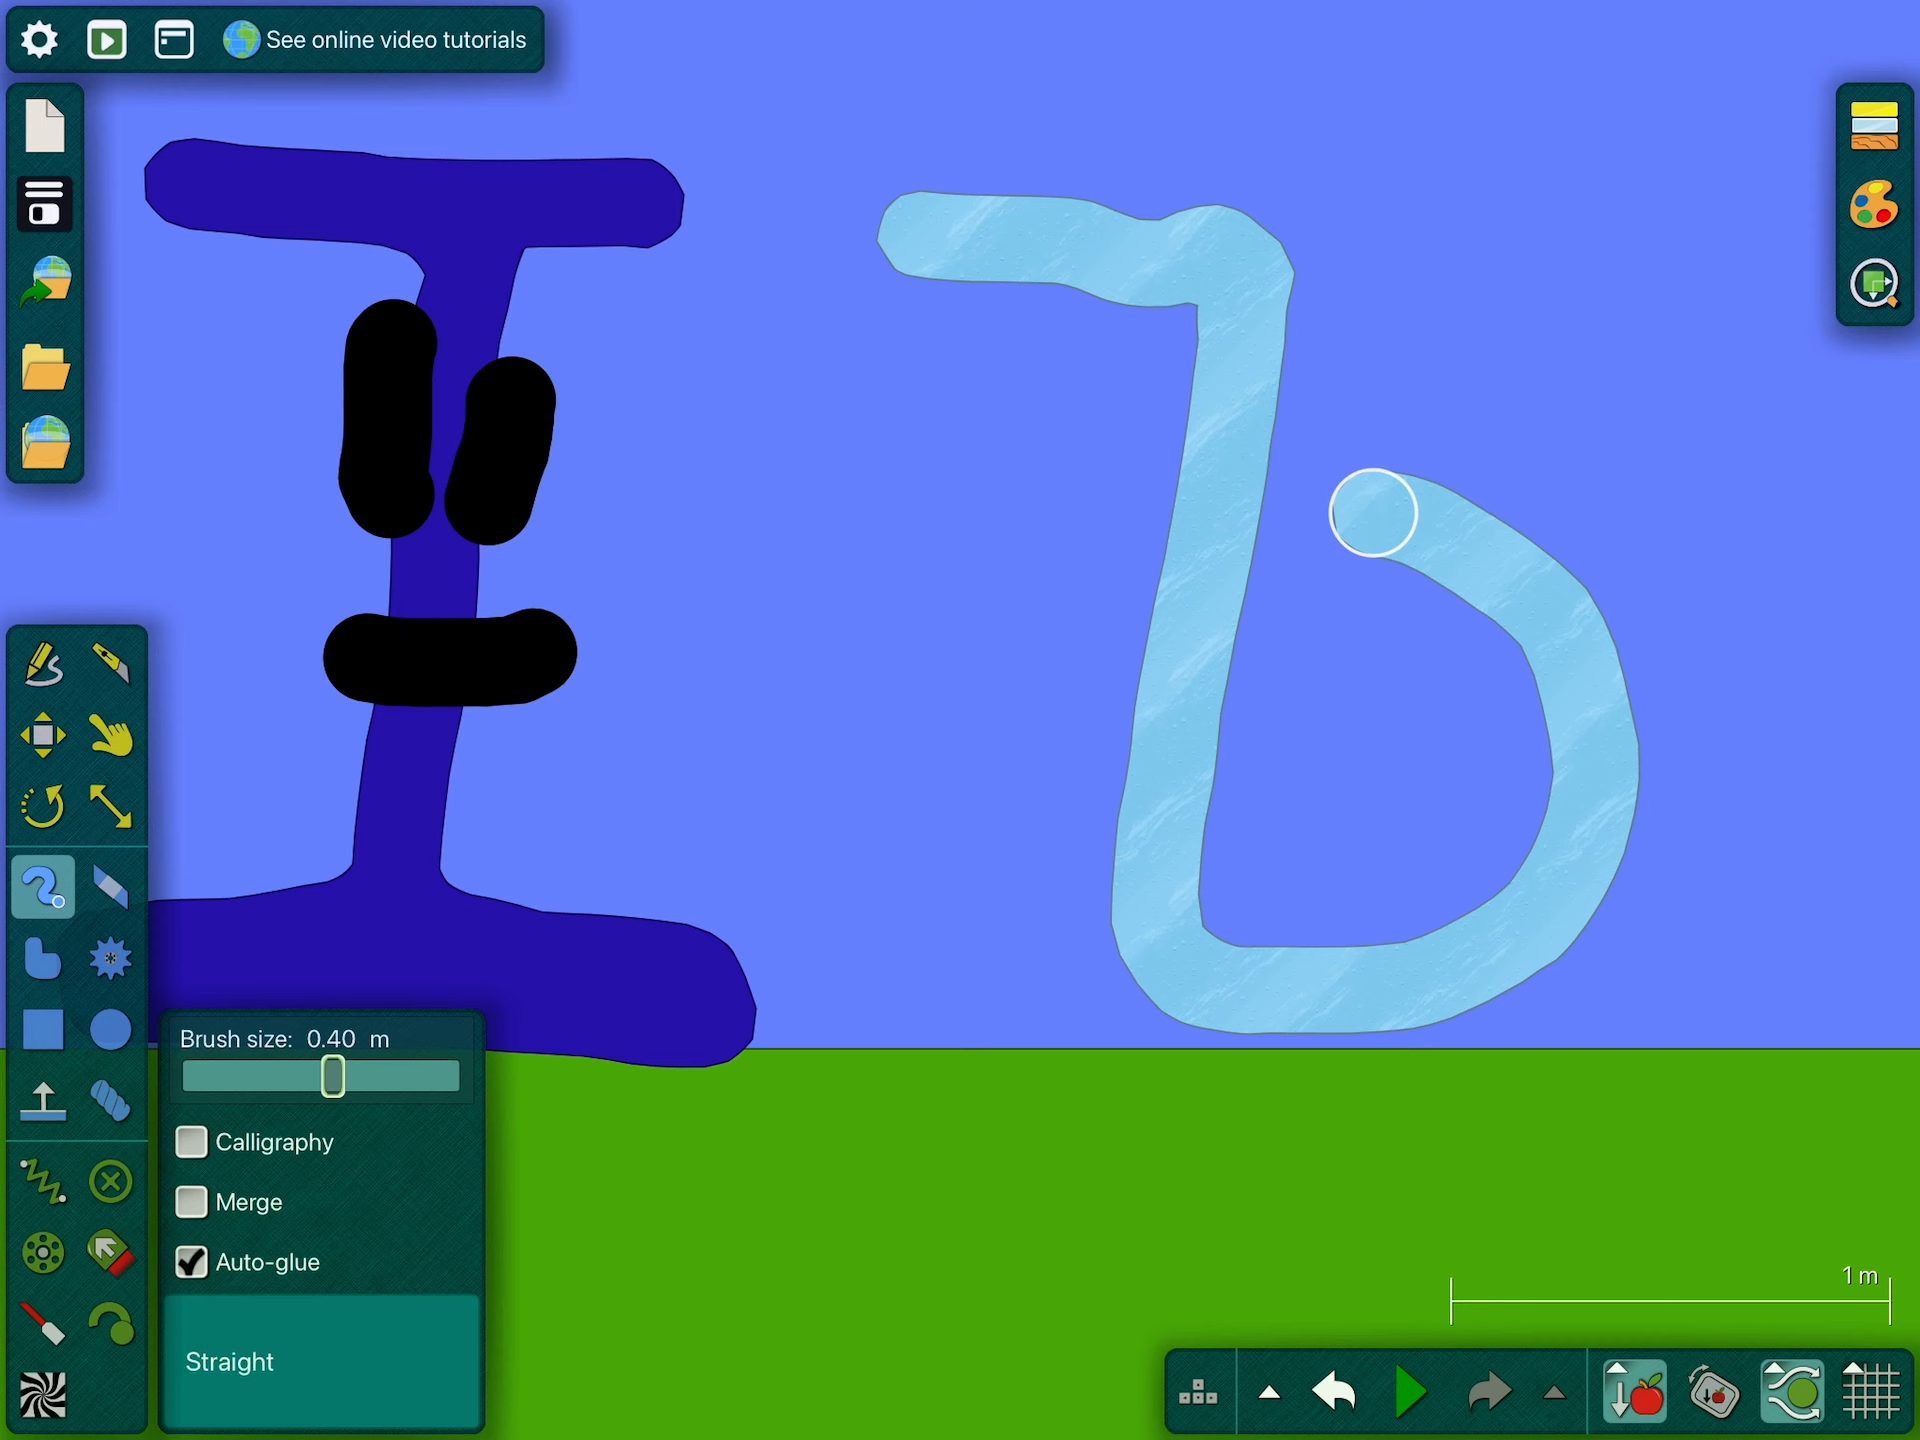 See online video tutorials
I Ъ
Brush size: 0.40 m
Calligraphy
Merge
Auto-glue
Straight
1 m